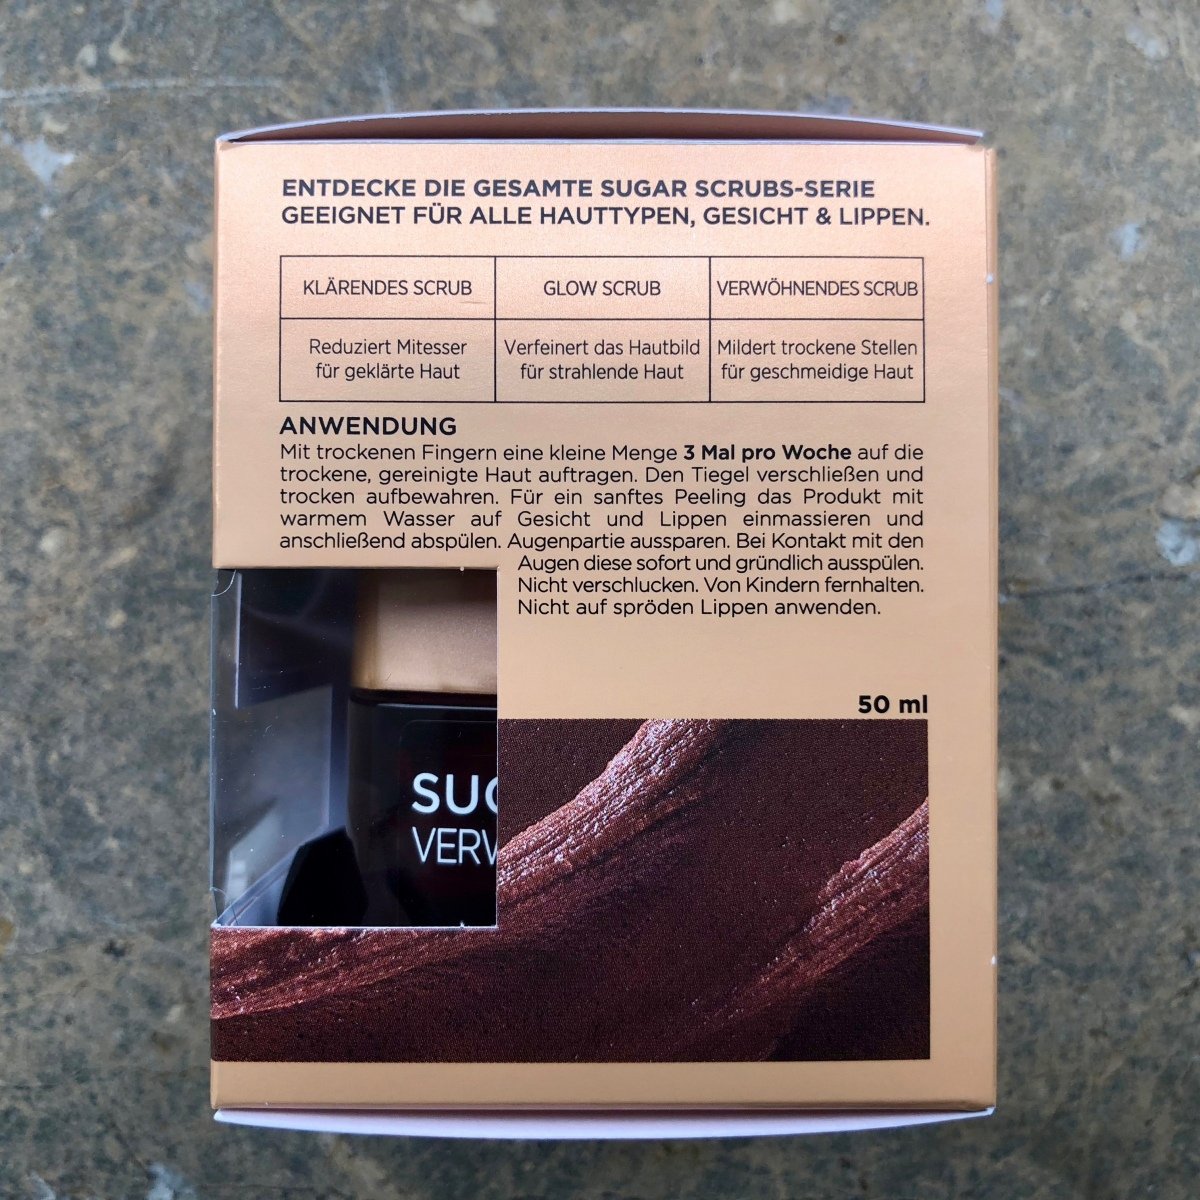 ENTDECKE DIE GESAMTE SUGAR SCRUBS-SERIE
GEEIGNET FÜR ALLE HAUTTYPEN, GESICHT & LIPPEN.
KLÄRENDES SCRUB
GLOW SCRUB
VERWÖHNENDES SCRUB
Reduziert Mitesser
für geklärte Haut
Verfeinert das Hautbild
für strahlende Haut
Mildert trockene Stellen
für geschmeidige Haut
ANWENDUNG
Mit trockenen Fingern eine kleine Menge 3 Mal pro Woche auf die
trockene, gereinigte Haut auftragen. Den Tiegel verschließen und
trocken aufbewahren. Für ein sanftes Peeling das Produkt mit
warmem Wasser auf Gesicht und Lippen einmassieren und
anschließend abspülen. Augenpartie aussparen. Bei Kontakt mit den
Augen diese sofort und gründlich ausspülen.
Nicht verschlucken. Von Kindern fernhalten.
Nicht auf spröden Lippen anwenden.
50 ml